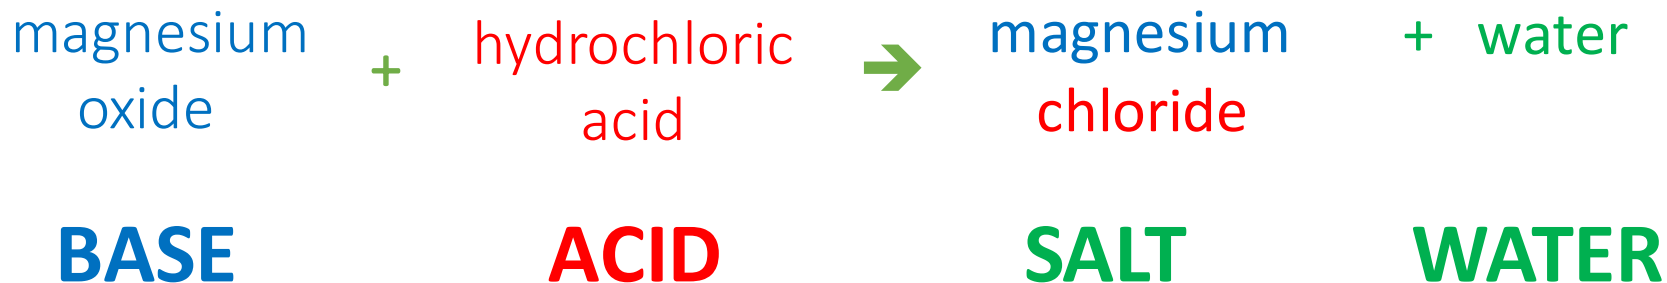 magnesium oxide + hydrochloric acid ➔ magnesium chloride + water
BASE ACID SALT WATER